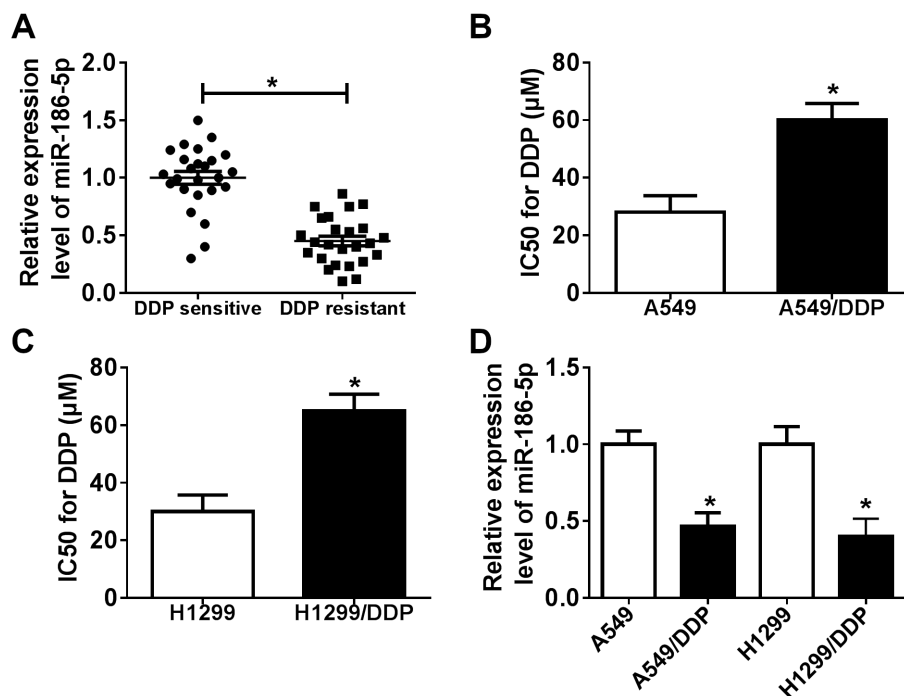 A
Relative expression
level of miR-186-5p
2.0
1.5
1.0
0.5
0.0
*
DDP sensitive
DDP resistant
B
IC50 for DDP (μM)
80
60
40
20
0
*
A549
A549/DDP
C
IC50 for DDP (μM)
80
60
40
20
0
*
H1299
H1299/DDP
D
Relative expression
level of miR-186-5p
1.5
1.0
0.5
0.0
*
*
A549
A549/DDP
H1299
H1299/DDP